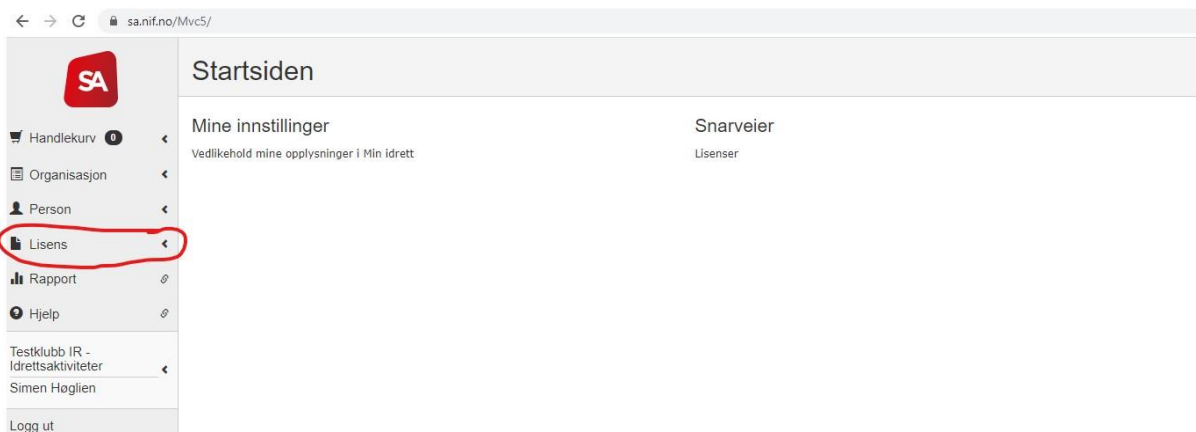 sa.nif.no/Mvc5/
SA
Startsiden
Handlekurv 0
Organisasjon
Person
Lisens
Rapport
Hjelp
Testklubb IR -
Idrettsaktiviteter
Simen Høglien
Logg ut
Mine innstillinger
Vedlikehold mine opplysninger i Min idrett
Snarveier
Lisenser